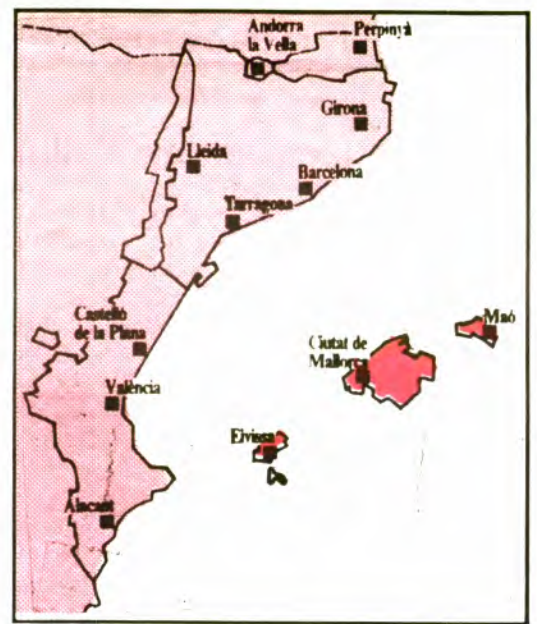 Andorra
la Vella
Perpinyà
Girona
Lleida
Barcelona
Tarragona
Castelló
de la Plana
Maó
Ciutat de
Mallorca
València
Eivissa
Alacant